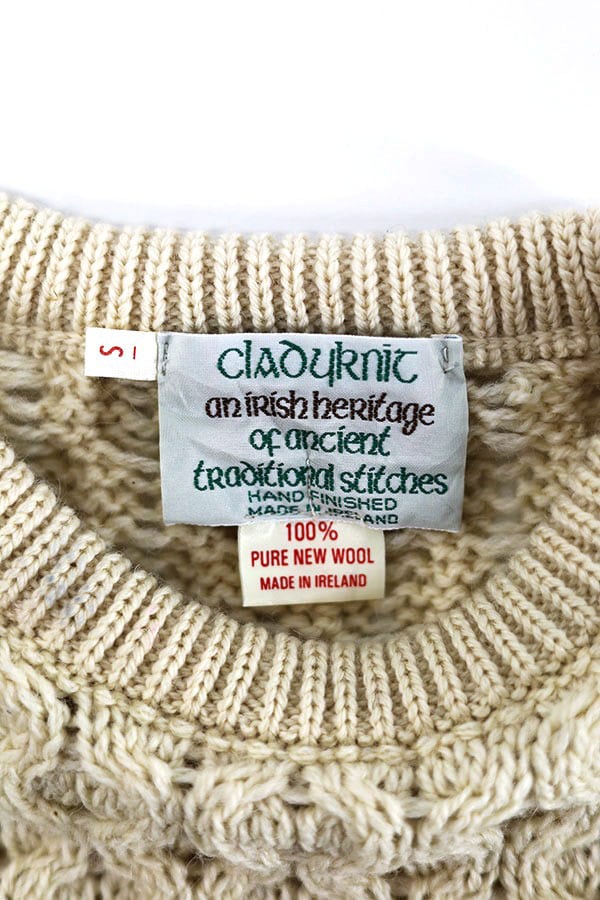 S
cladyknit
an irish heritage
of ancient
traditional stitches
HAND FINISHED
MADE IN IRELAND
100%
PURE NEW WOOL
MADE IN IRELAND